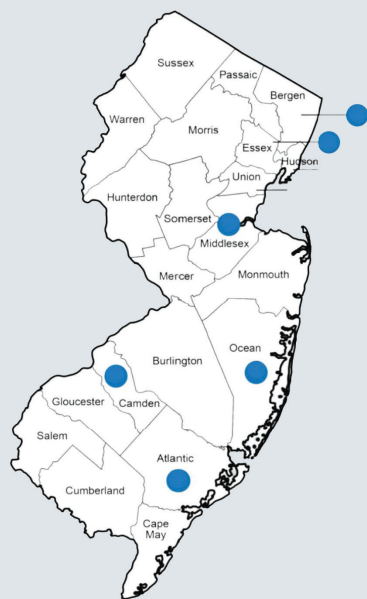 Sussex
Passaic
Bergen
Warren
Morris
Essex
Hudson
Union
Hunterdon
Somerset
Middlesex
Mercer
Monmouth
Ocean
Burlington
Gloucester
Camden
Salem
Atlantic
Cumberland
Cape
May